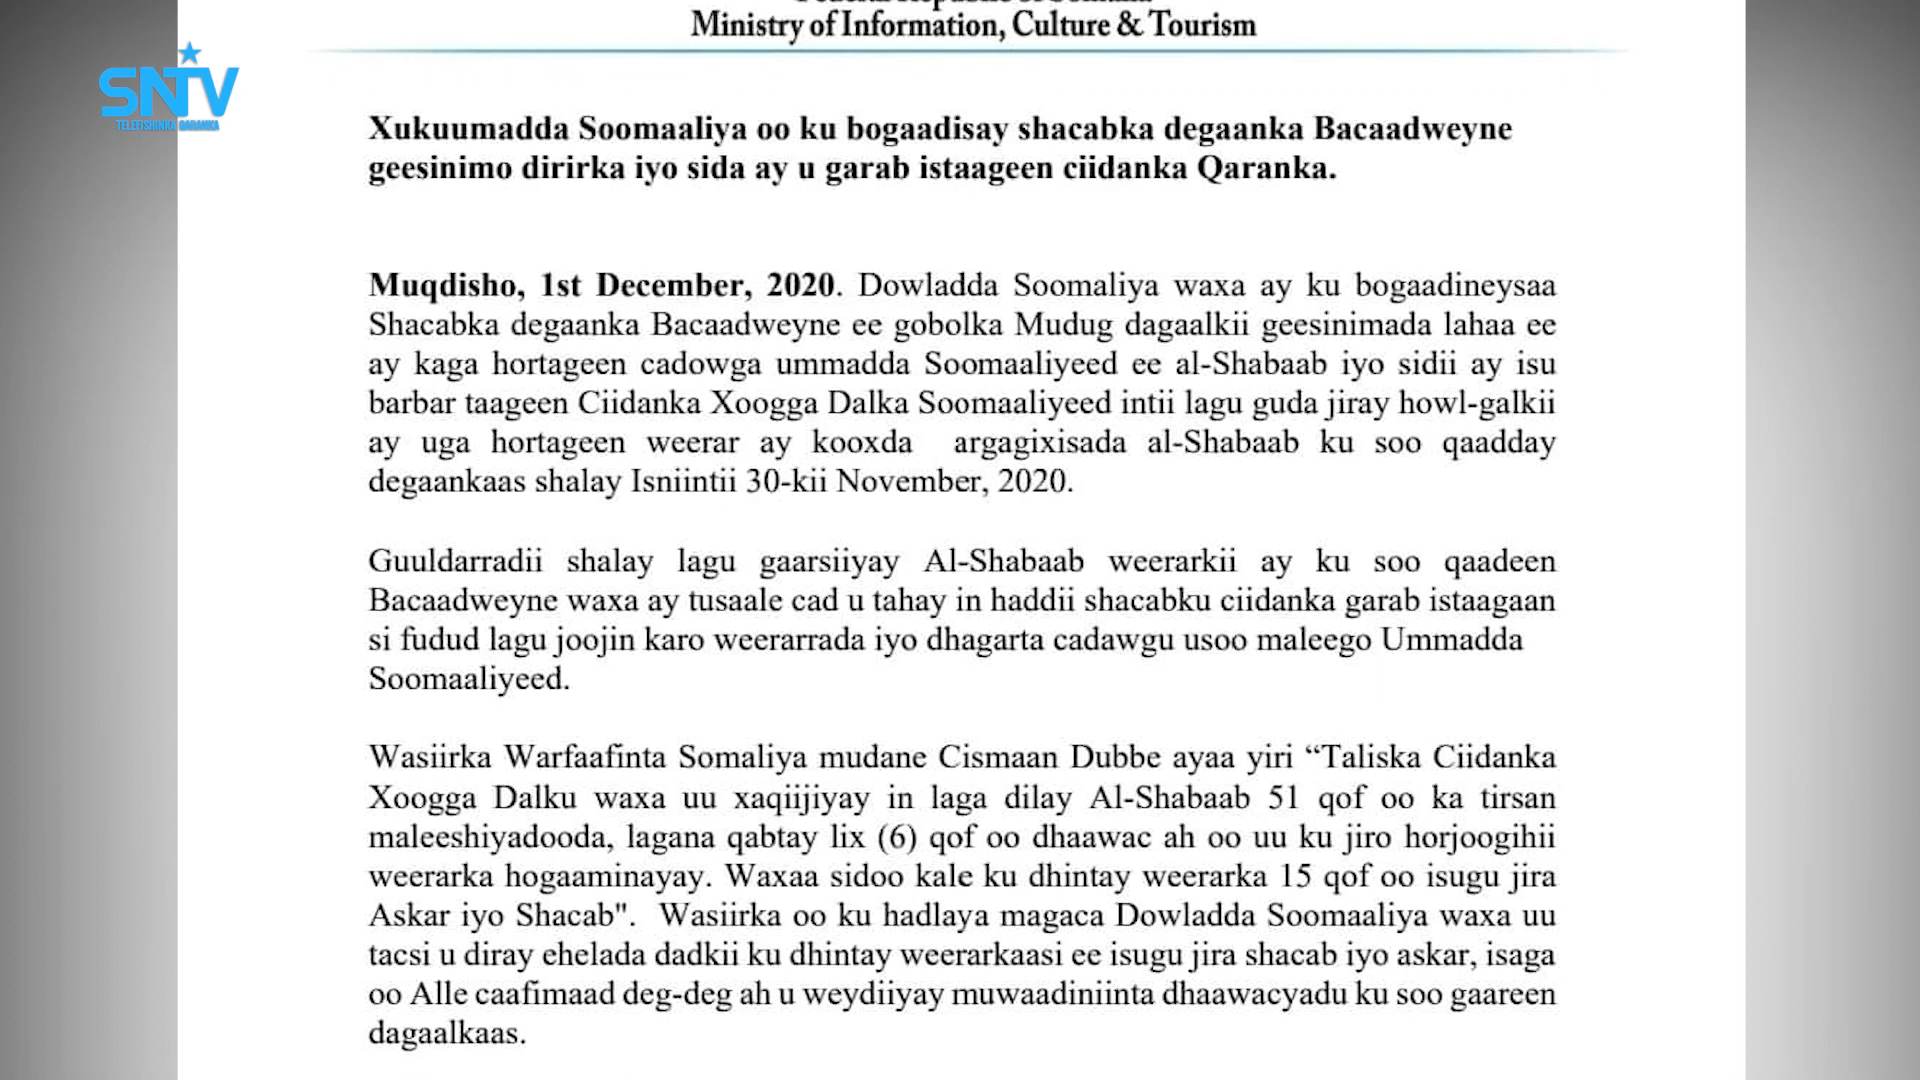 Ministry of Information, Culture & Tourism
SNTV
TELEFISHINKA QARANKA
Xukuumadda Soomaaliya oo ku bogaadisay shacabka degaanka Bacaadweyne
geesinimo dirirka iyo sida ay u garab istaageen ciidanka Qaranka.
Muqdisho, 1st December, 2020. Dowladda Soomaliya waxa ay ku bogaadineysaa
Shacabka degaanka Bacaadweyne ee gobolka Mudug dagaalkii geesinimada lahaa ee
ay kaga hortageen cadowga ummadda Soomaaliyeed ee al-Shabaab iyo sidii ay isu
barbar taageen Ciidanka Xoogga Dalka Soomaaliyeed intii lagu guda jiray howl-galkii
ay uga hortageen weerar ay kooxda argagixisada al-Shabaab ku soo qaadday
degaankaas shalay Isniintii 30-kii November, 2020.
Guuldarradii shalay lagu gaarsiiyay Al-Shabaab weerarkii ay ku soo qaadeen
Bacaadweyne waxa ay tusaale cad u tahay in haddii shacabku ciidanka garab istaagaan
si fudud lagu joojin karo weerarrada iyo dhagarta cadawgu usoo maleego Ummadda
Soomaaliyeed.
Wasiirka Warfaafinta Somaliya mudane Cismaan Dubbe ayaa yiri “Taliska Ciidanka
Xoogga Dalku waxa uu xaqiijiyay in laga dilay Al-Shabaab 51 qof oo ka tirsan
maleeshiyadooda, lagana qabtay lix (6) qof oo dhaawac ah oo uu ku jiro horjoogihii
weerarka hogaaminayay. Waxaa sidoo kale ku dhintay weerarka 15 qof oo isugu jira
Askar iyo Shacab". Wasiirka oo ku hadlaya magaca Dowladda Soomaaliya waxa uu
tacsi u diray ehelada dadkii ku dhintay weerarkaasi ee isugu jira shacab iyo askar, isaga
oo Alle caafimaad deg-deg ah u weydiiyay muwaadiniinta dhaawacyadu ku soo gaareen
dagaalkaas.